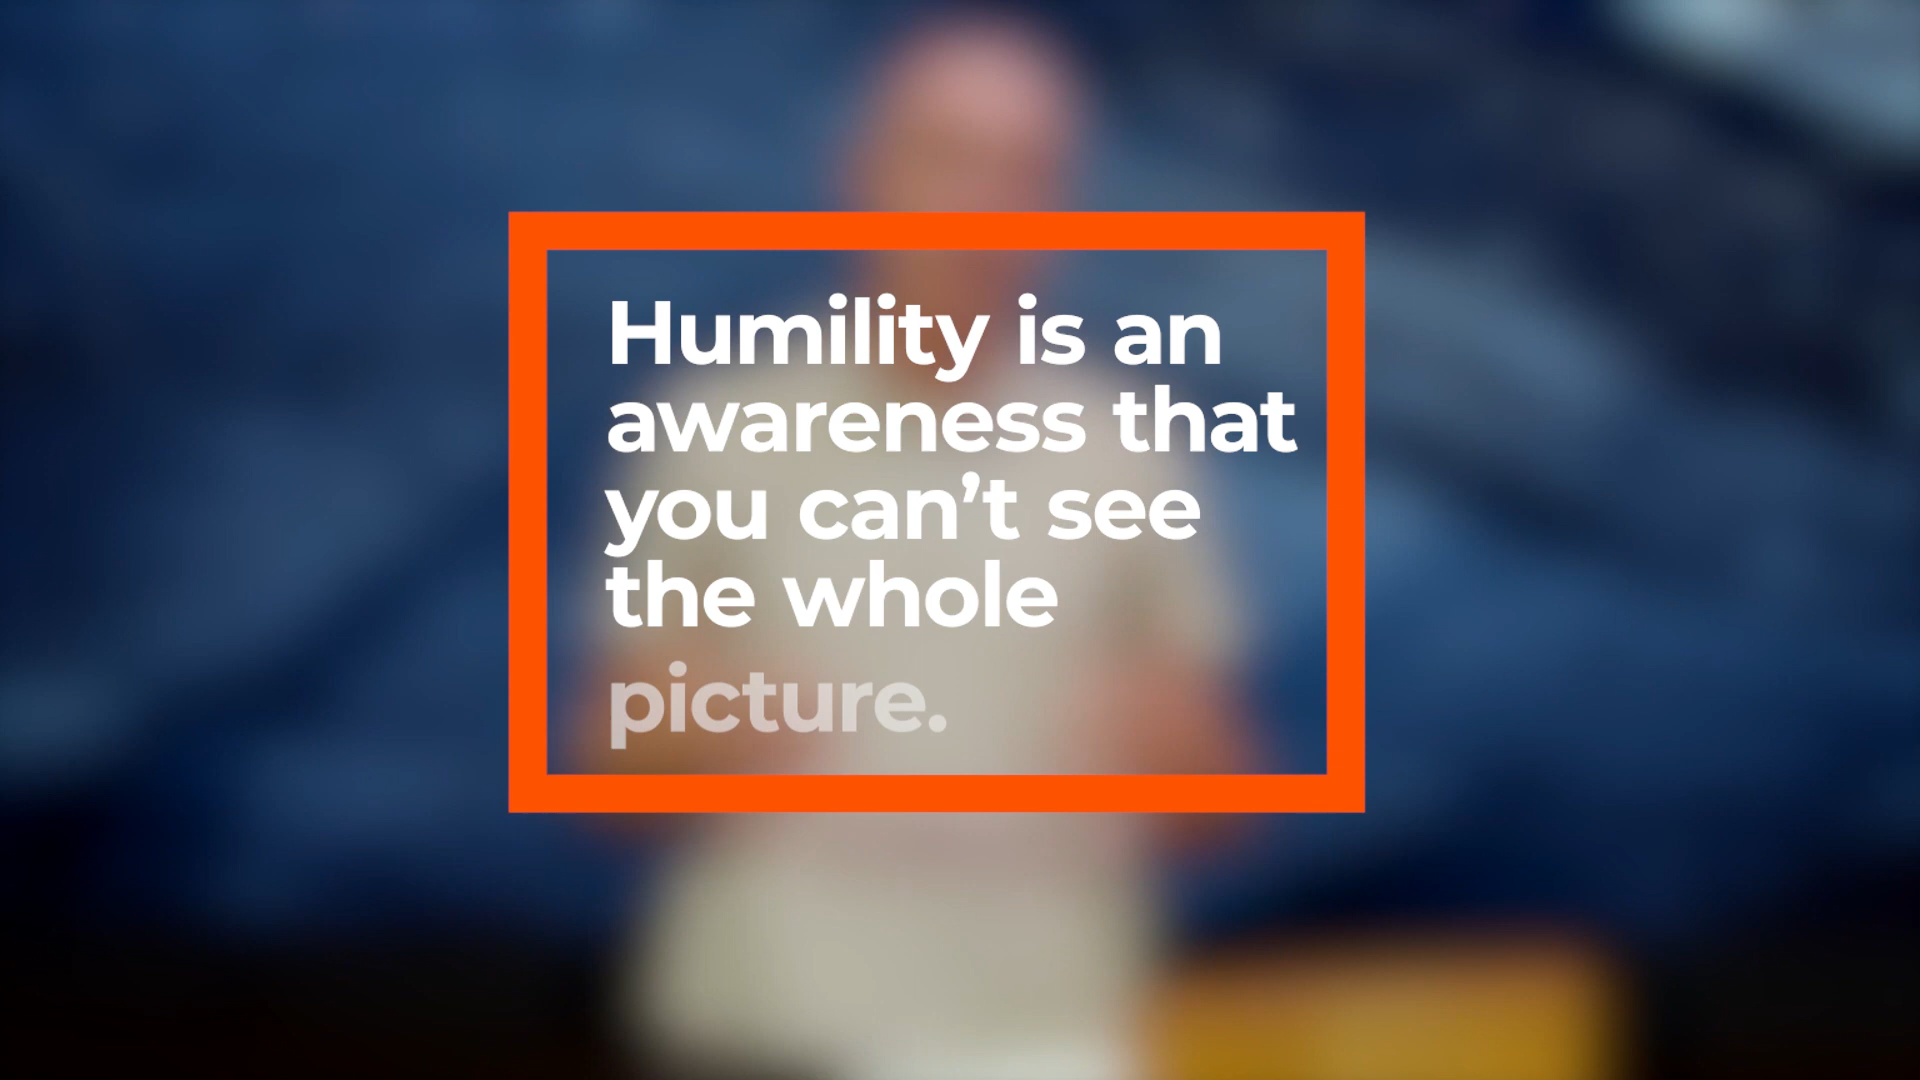 Humility is an
awareness that
you can’t see
the whole
picture.